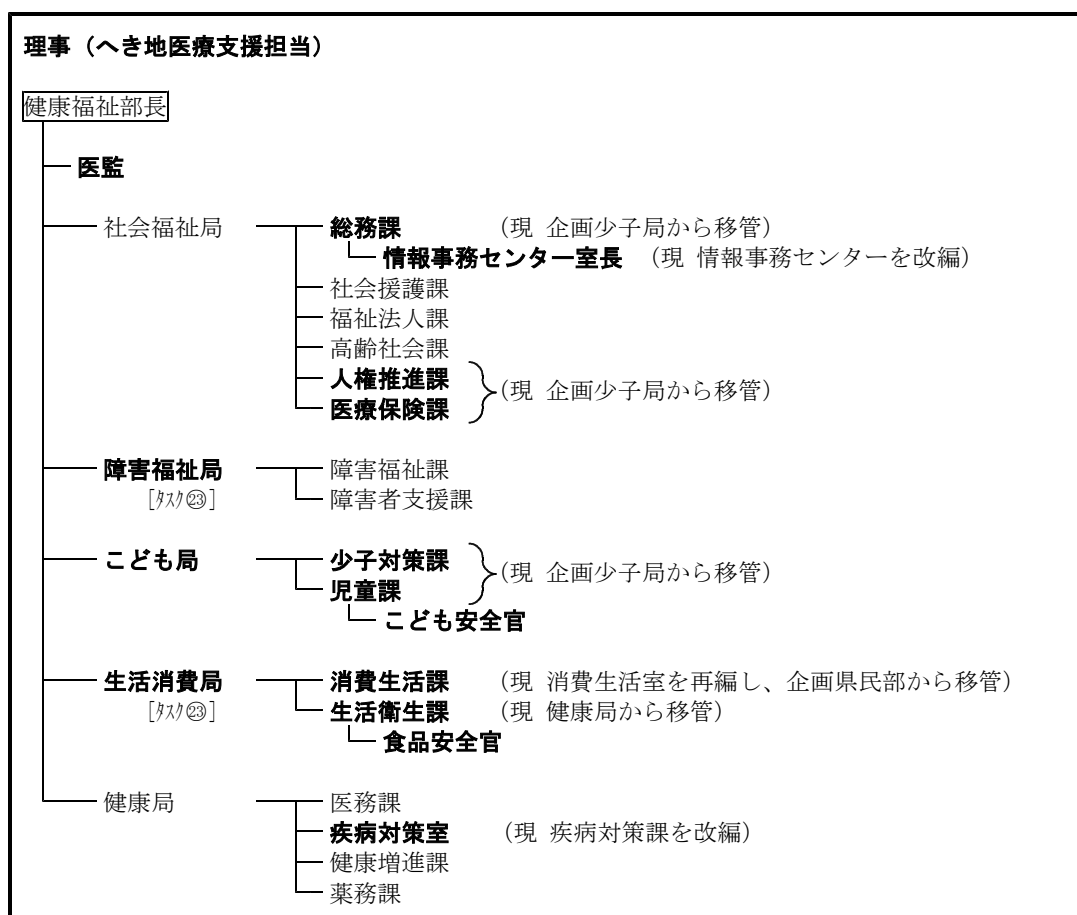 理事（へき地医療支援担当）
健康福祉部長
医監
社会福祉局 総務課 （現 企画少子局から移管）
情報事務センター室長 （現 情報事務センターを改編）
社会援護課
福祉法人課
高齢社会課
人権推進課
医療保険課
（現 企画少子局から移管）
障害福祉局 障害福祉課
[ﾀｽｸ㉓] 障害者支援課
こども局 少子対策課
児童課
（現 企画少子局から移管）
こども安全官
生活消費局 消費生活課 （現 消費生活室を再編し、企画県民部から移管）
[ﾀｽｸ㉓] 生活衛生課 （現 健康局から移管）
食品安全官
健康局 医務課
疾病対策室 （現 疾病対策課を改編）
健康増進課
薬務課